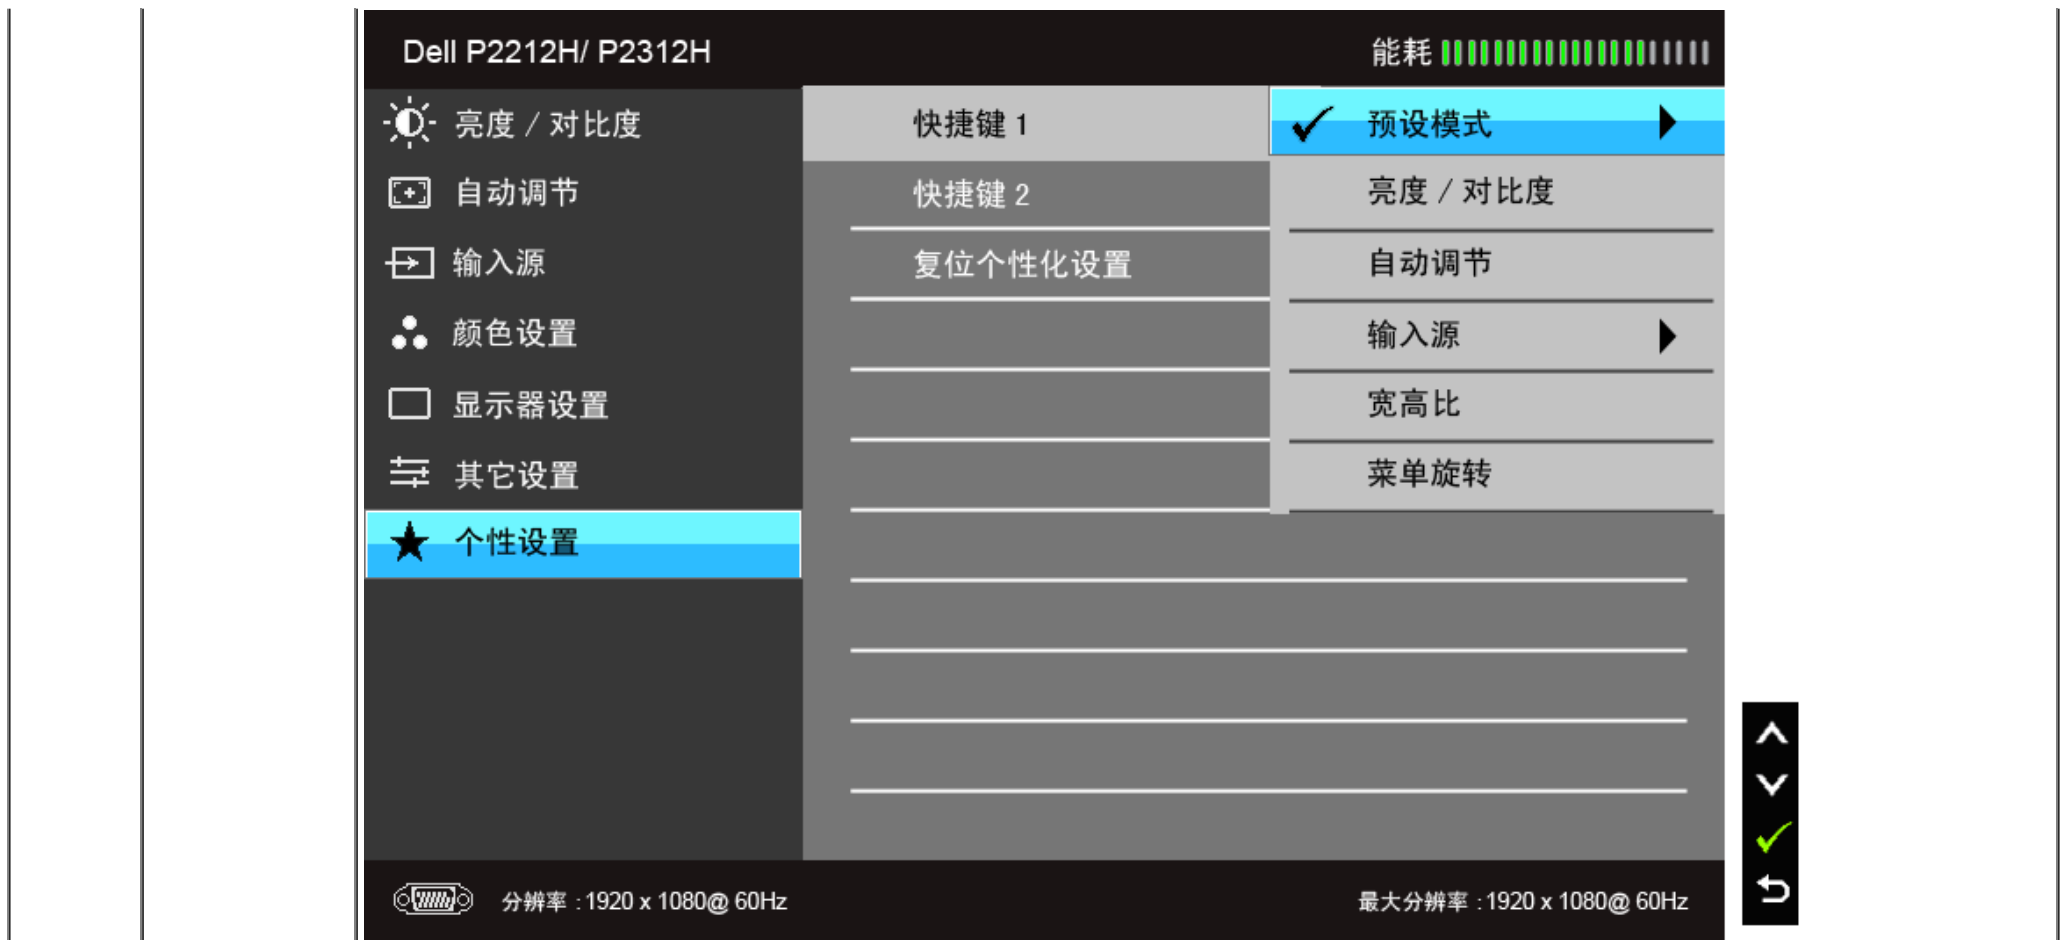 Dell P2212H/ P2312H
能耗
亮度 / 对比度
快捷键 1
预设模式
自动调节
快捷键 2
亮度 / 对比度
输入源
复位个性化设置
自动调节
颜色设置
输入源
显示器设置
宽高比
其它设置
菜单旋转
个性设置
分辨率 : 1920 x 1080@ 60Hz
最大分辨率 : 1920 x 1080@ 60Hz